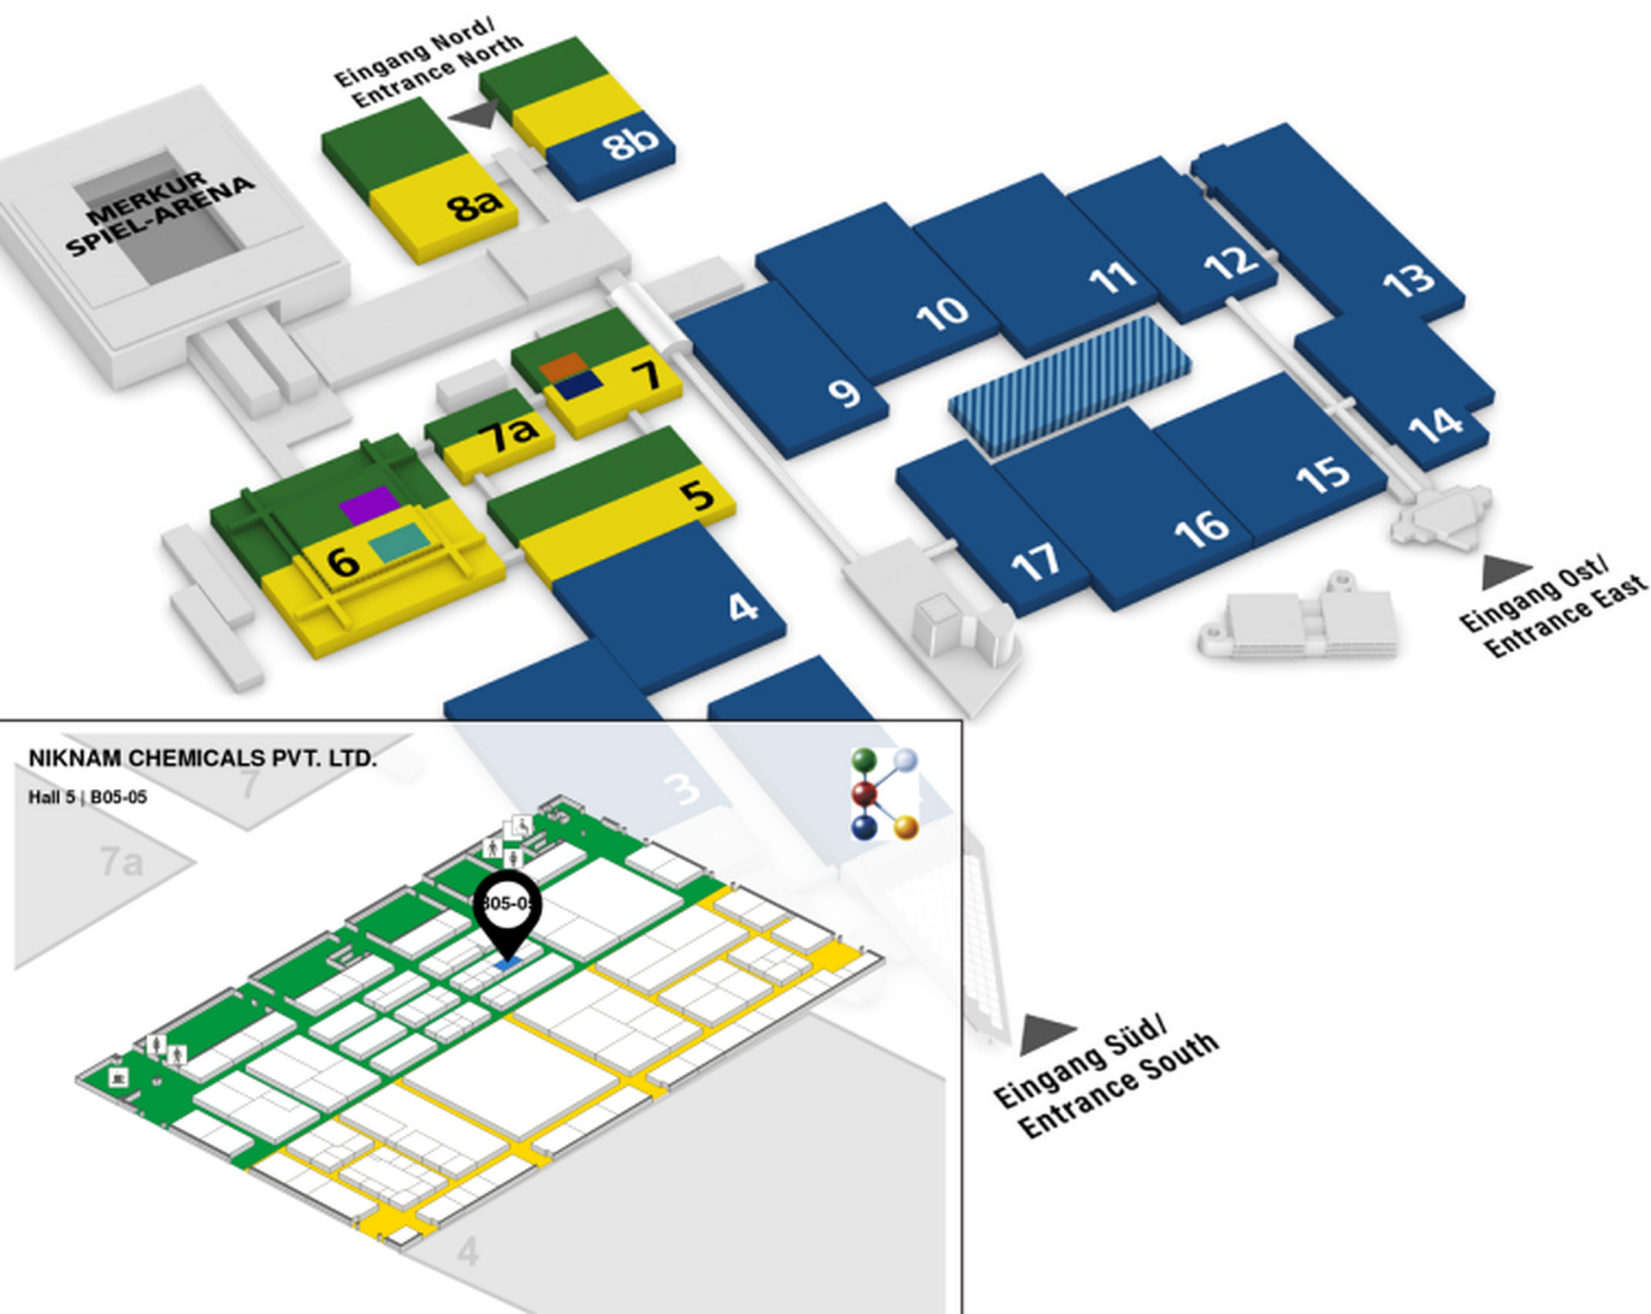 Eingang Nord/
Entrance North
8b
8a
MERKUR
SPIEL-ARENA
13
12
11
10
9
7
7a
14
5
15
6
16
17
4
Eingang Ost/
Entrance East
NIKNAM CHEMICALS PVT. LTD.
Hall 5 | B05-05
7
3
7a
B05-05
Eingang Süd/
Entrance South
4